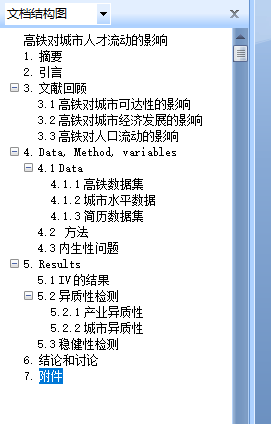 文档结构图
高铁对城市人才流动的影响
1. 摘要
2. 引言
3. 文献回顾
3.1高铁对城市可达性的影响
3.2高铁对城市经济发展的影响
3.3高铁对人口流动的影响
4. Data, Method, variables
4.1Data
4.1.1高铁数据集
4.1.2城市水平数据
4.1.3简历数据集
4.2 方法
4.3内生性问题
5. Results
5.1IV的结果
5.2异质性检测
5.2.1产业异质性
5.2.2城市异质性
5.3稳健性检测
6. 结论和讨论
7. 附件